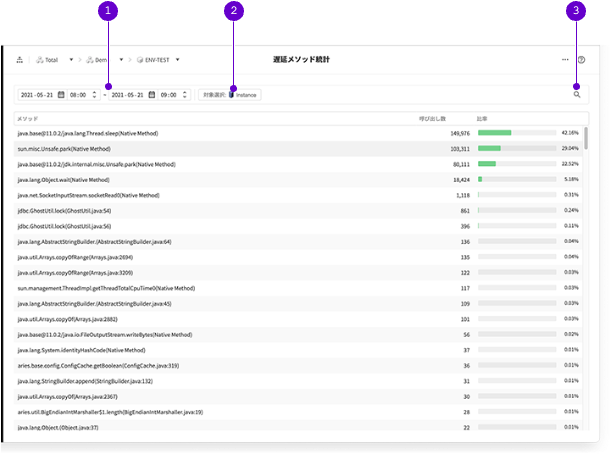 1 2 3
Total Dem ENV-TEST 遅延メソッド統計
2021-05-21 08:00 ~ 2021-05-21 09:00 対象選択 Instance
メソッド 呼び出し数 比率
java.base@11.0.2/java.lang.Thread.sleep(Native Method) 149,976 42.16%
sun.misc.Unsafe.park(Native Method) 103,311 29.04%
java.base@11.0.2/jdk.internal.misc.Unsafe.park(Native Method) 80,111 22.52%
java.lang.Object.wait(Native Method) 18,424 5.18%
java.net.SocketInputStream.socketRead0(Native Method) 1,118 0.31%
jdbc.GhostUtil.lock(GhostUtil.java:54) 861 0.24%
jdbc.GhostUtil.lock(GhostUtil.java:56) 396 0.11%
java.lang.AbstractStringBuilder.(AbstractStringBuilder.java:64) 136 0.04%
java.util.Arrays.copyOfRange(Arrays.java:2694) 135 0.04%
java.util.Arrays.copyOfRange(Arrays.java:3209) 122 0.03%
sun.management.ThreadImpl.getThreadTotalCpuTime0(Native Method) 117 0.03%
java.lang.AbstractStringBuilder.(AbstractStringBuilder.java:45) 109 0.03%
java.util.Arrays.copyOf(Arrays.java:2882) 101 0.03%
java.base@11.0.2/java.io.FileOutputStream.writeBytes(Native Method) 56 0.02%
java.lang.System.identityHashCode(Native Method) 37 0.01%
aries.base.config.ConfigCache.getBoolean(ConfigCache.java:319) 36 0.01%
java.lang.StringBuilder.append(StringBuilder.java:132) 31 0.01%
java.util.Arrays.copyOf(Arrays.java:2367) 30 0.01%
aries.util.BigEndianIntMarshaller$1.length(BigEndianIntMarshaller.java:19) 28 0.01%
java.lang.Object.(Object.java:37) 22 0.01%